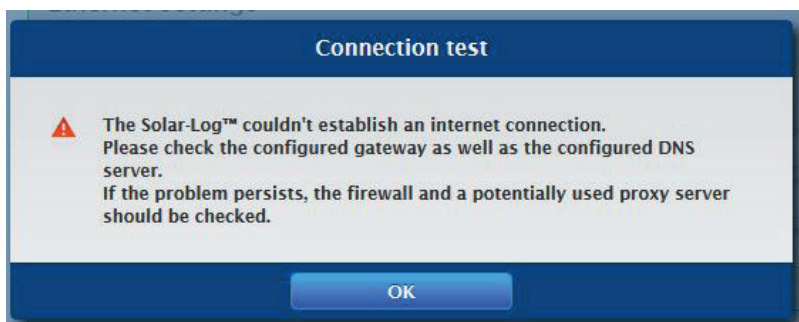 Connection test
The Solar-Log™ couldn't establish an internet connection.
Please check the configured gateway as well as the configured DNS
server.
If the problem persists, the firewall and a potentially used proxy server
should be checked.
OK